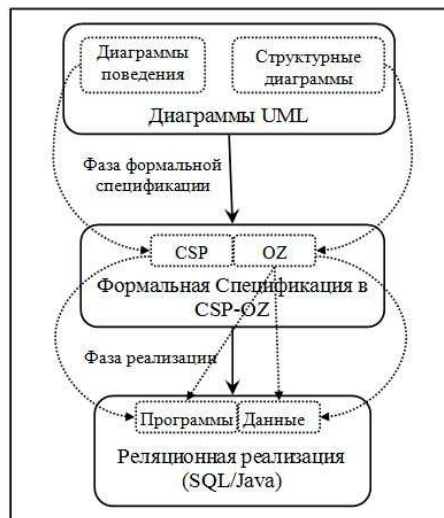 Диаграммы
поведения
Структурные
диаграммы
Диаграммы UML
Фаза формальной
спецификации
CSP
OZ
Формальная Спецификация в
CSP-OZ
Фаза реализации
Программы
Данные
Реляционная реализация
(SQL/Java)